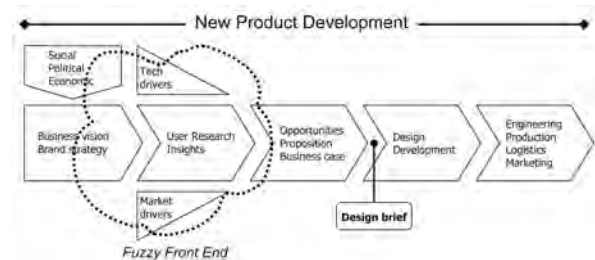 New Product Development
Social
Political
Economic
Tech
drivers
Business vision
Brand strategy
User Research
Insights
Opportunities
Proposition
Business case
Design
Development
Engineering
Production
Logistics
Marketing
Market
drivers
Design brief
Fuzzy Front End